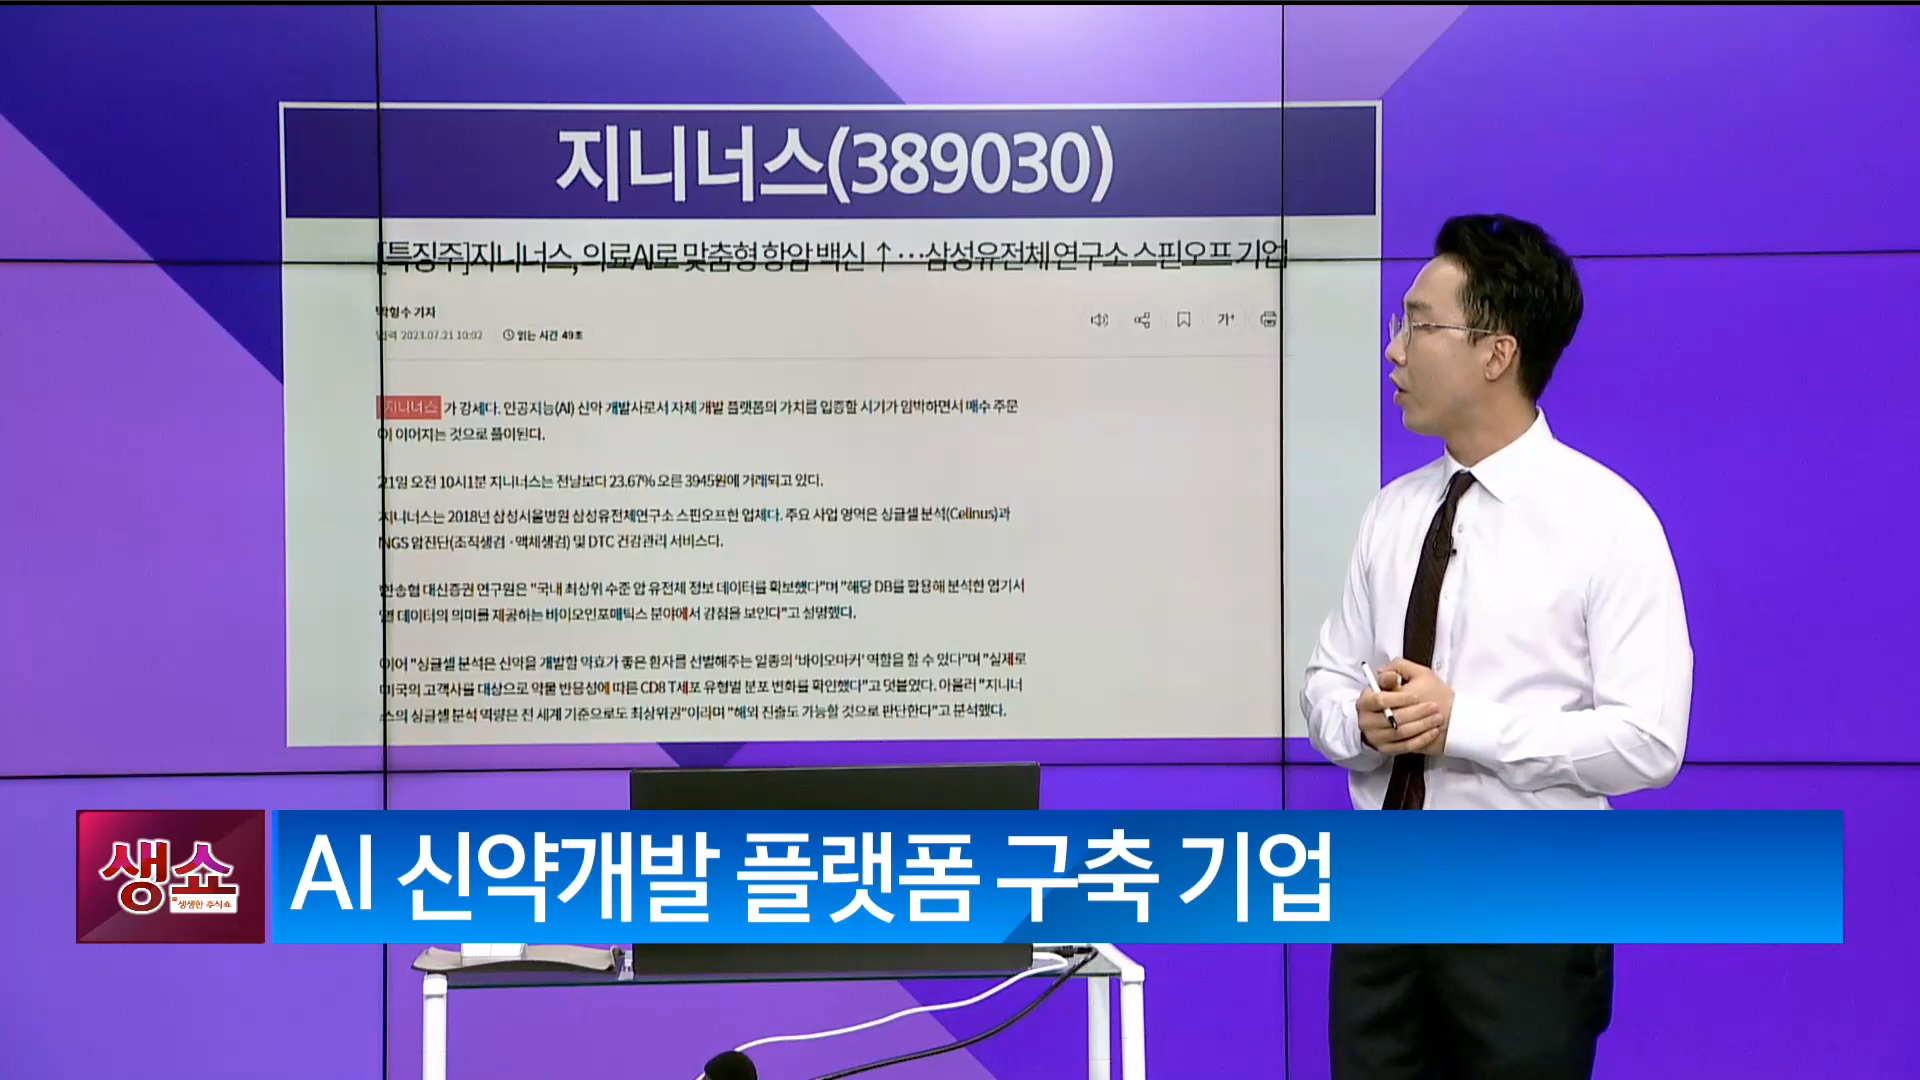 지니너스(389030)
[특징주]지니너스, 의료AI로 맞춤형 항암 백신 ↑…삼성유전체연구소 스핀오프 기업
박형수 기자
입력 2023.07.21 10:02 읽는 시간 49초
가+
지니너스 가 강세다. 인공지능(AI) 신약 개발사로서 자체 개발 플랫폼의 가치를 입증할 시기가 임박하면서 매수 주문
이 이어지는 것으로 풀이된다.
21일 오전 10시1분 지니너스는 전날보다 23.67% 오른 3945원에 거래되고 있다.
지니너스는 2018년 삼성서울병원 삼성유전체연구소 스핀오프한 업체다. 주요 사업 영역은 싱글셀 분석(Celinus)과
NGS 암진단(조직생검·액체생검) 및 DTC 건강관리 서비스다.
한송협 대신증권 연구원은 "국내 최상위 수준 암 유전체 정보 데이터를 확보했다"며 "해당 DB를 활용해 분석한 염기서
열 데이터의 의미를 제공하는 바이오인포매틱스 분야에서 강점을 보인다"고 설명했다.
이어 "싱글셀 분석은 신약을 개발할 약효가 좋은 환자를 선별해주는 일종의 '바이오마커' 역할을 할 수 있다"며 "실제로
미국의 고객사를 대상으로 약물 반응성에 따른 CD8 T세포 유형별 분포 변화를 확인했다"고 덧붙였다. 아울러 "지니너
스의 싱글셀 분석 역량은 전 세계 기준으로도 최상위권"이라며 "해외 진출도 가능할 것으로 판단한다"고 분석했다.
생쇼
생생한 주식쇼
AI 신약개발 플랫폼 구축 기업